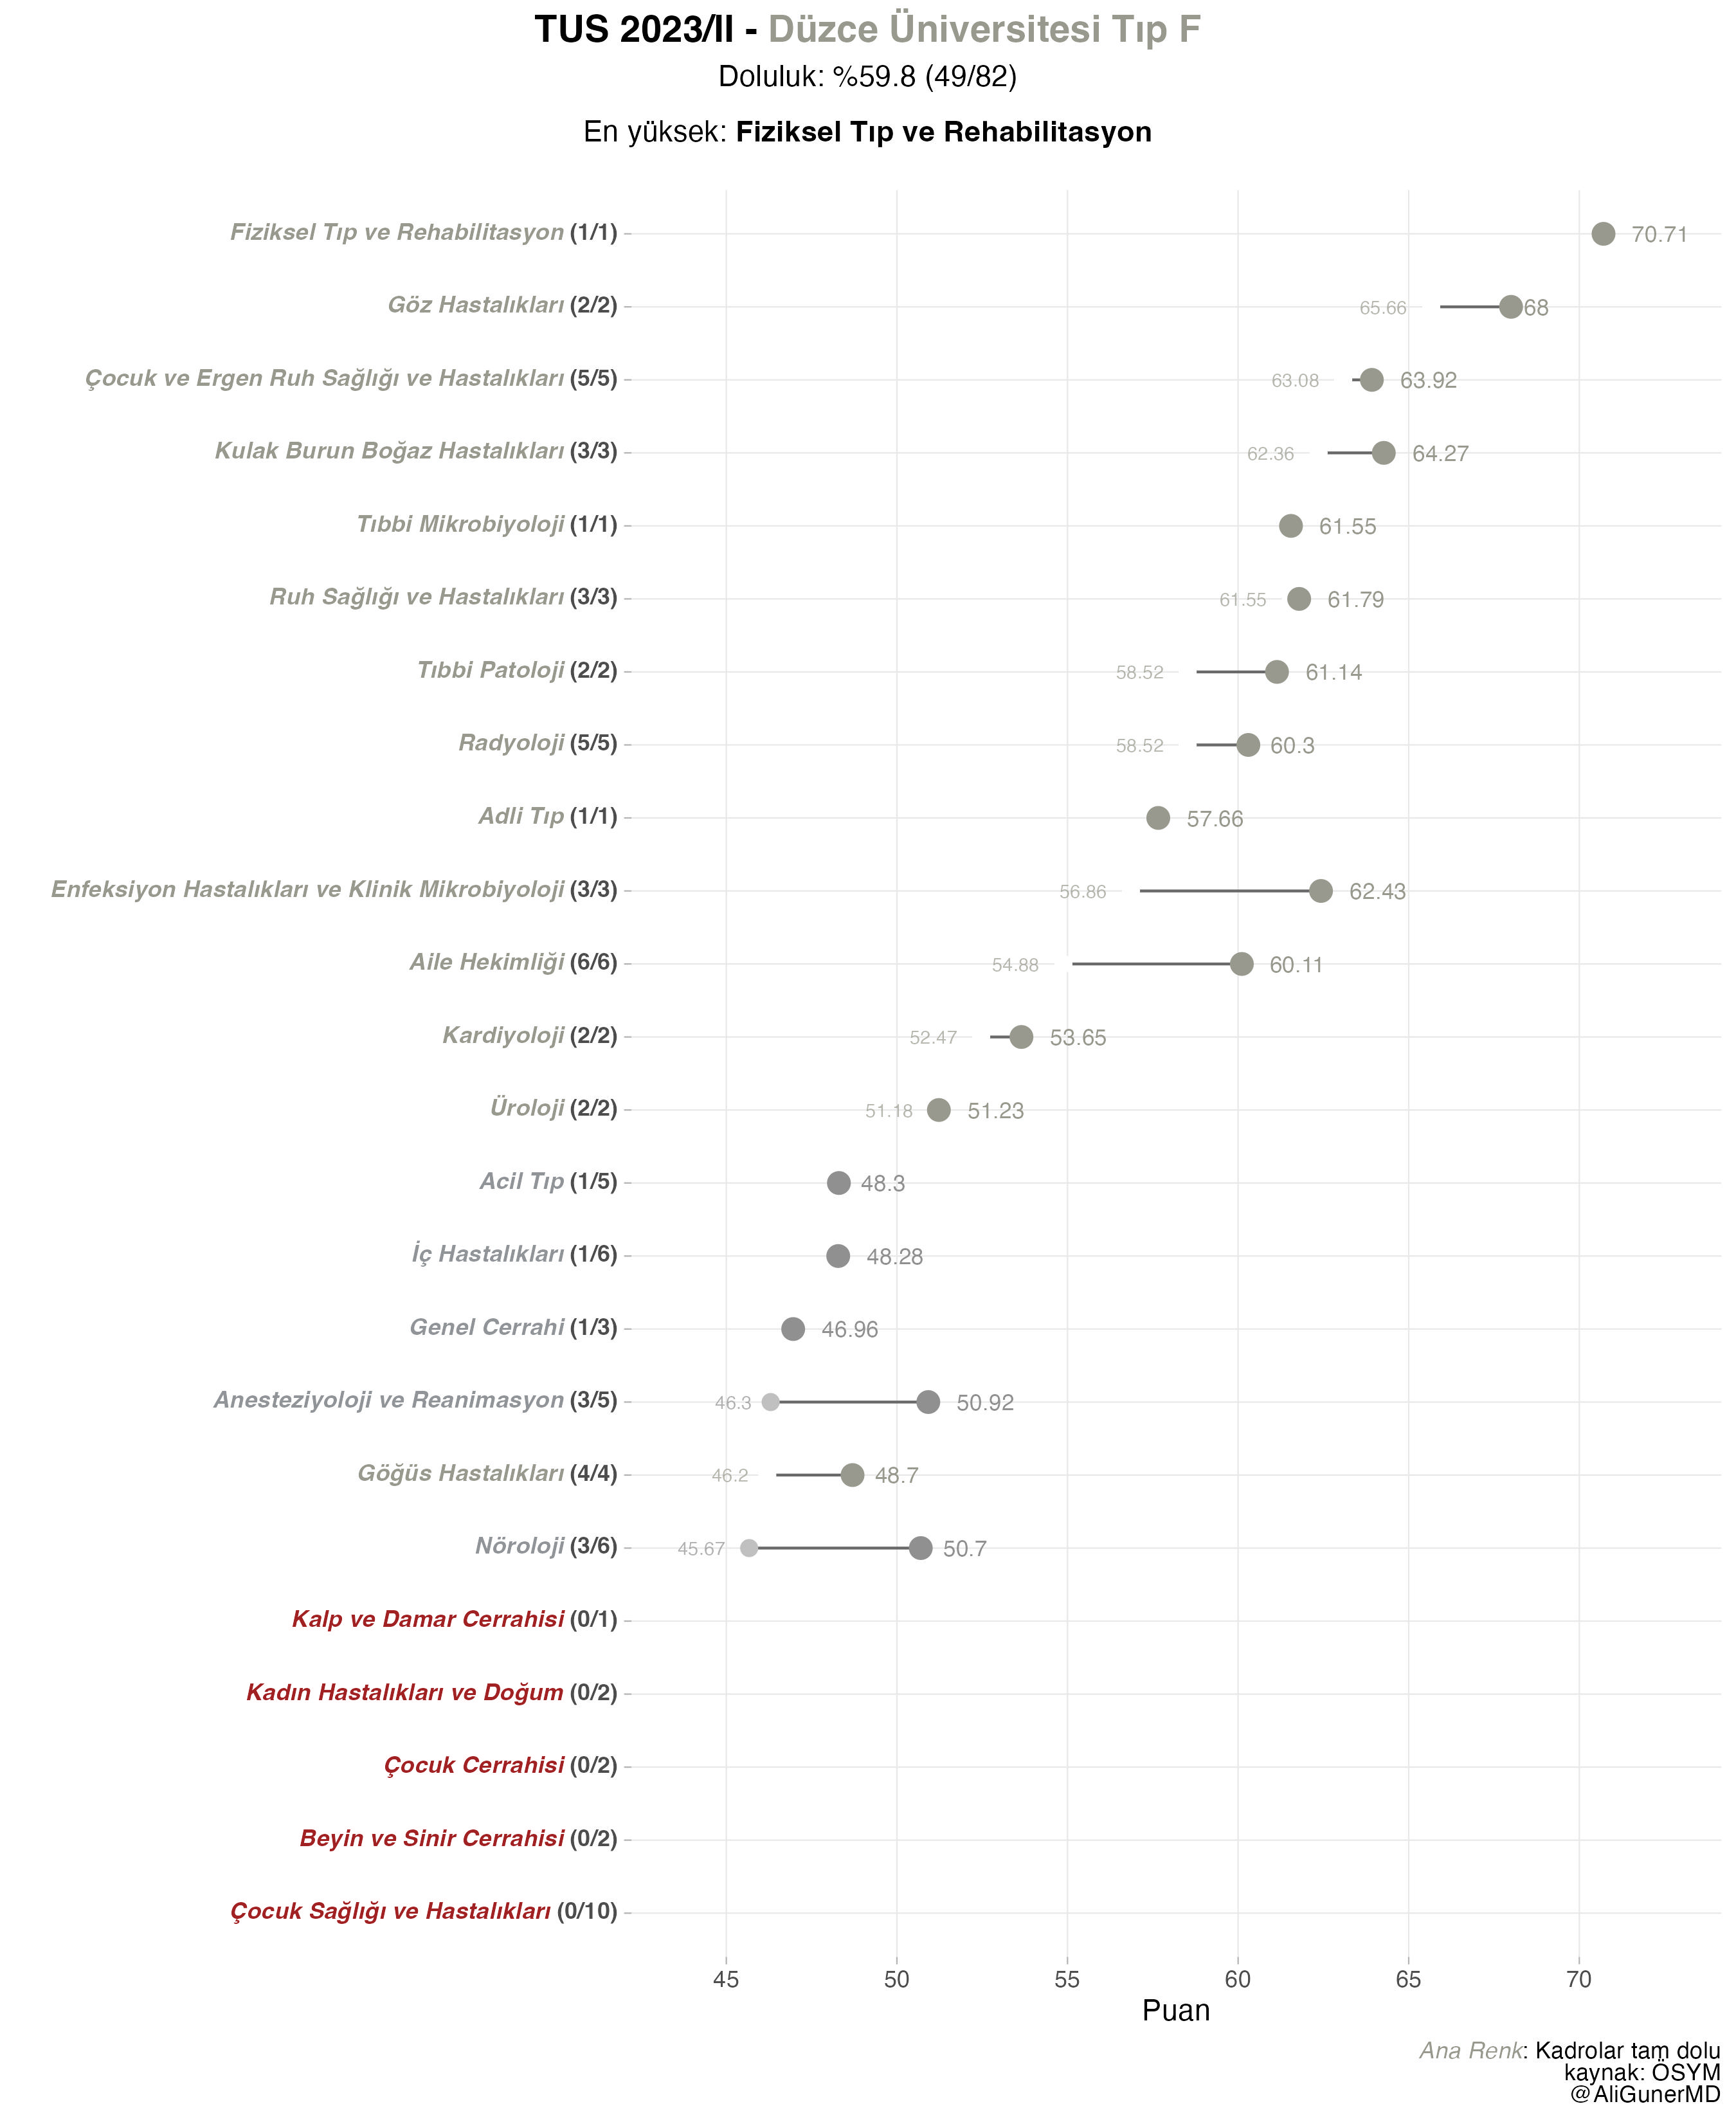 TUS 2023/II - Düzce Üniversitesi Tıp F
Doluluk: %59.8 (49/82)
En yüksek: Fiziksel Tıp ve Rehabilitasyon
Fiziksel Tıp ve Rehabilitasyon (1/1) 70.71
Göz Hastalıkları (2/2) 65.66 68
Çocuk ve Ergen Ruh Sağlığı ve Hastalıkları (5/5) 63.08 63.92
Kulak Burun Boğaz Hastalıkları (3/3) 62.36 64.27
Tıbbi Mikrobiyoloji (1/1) 61.55
Ruh Sağlığı ve Hastalıkları (3/3) 61.55 61.79
Tıbbi Patoloji (2/2) 58.52 61.14
Radyoloji (5/5) 58.52 60.3
Adli Tıp (1/1) 57.66
Enfeksiyon Hastalıkları ve Klinik Mikrobiyoloji (3/3) 56.86 62.43
Aile Hekimliği (6/6) 54.88 60.11
Kardiyoloji (2/2) 52.47 53.65
Üroloji (2/2) 51.18 51.23
Acil Tıp (1/5) 48.3
İç Hastalıkları (1/6) 48.28
Genel Cerrahi (1/3) 46.96
Anesteziyoloji ve Reanimasyon (3/5) 46.3 50.92
Göğüs Hastalıkları (4/4) 46.2 48.7
Nöroloji (3/6) 45.67 50.7
Kalp ve Damar Cerrahisi (0/1)
Kadın Hastalıkları ve Doğum (0/2)
Çocuk Cerrahisi (0/2)
Beyin ve Sinir Cerrahisi (0/2)
Çocuk Sağlığı ve Hastalıkları (0/10)
45 50 55 60 65 70
Puan
Ana Renk: Kadrolar tam dolu
kaynak: ÖSYM
@AliGunerMD